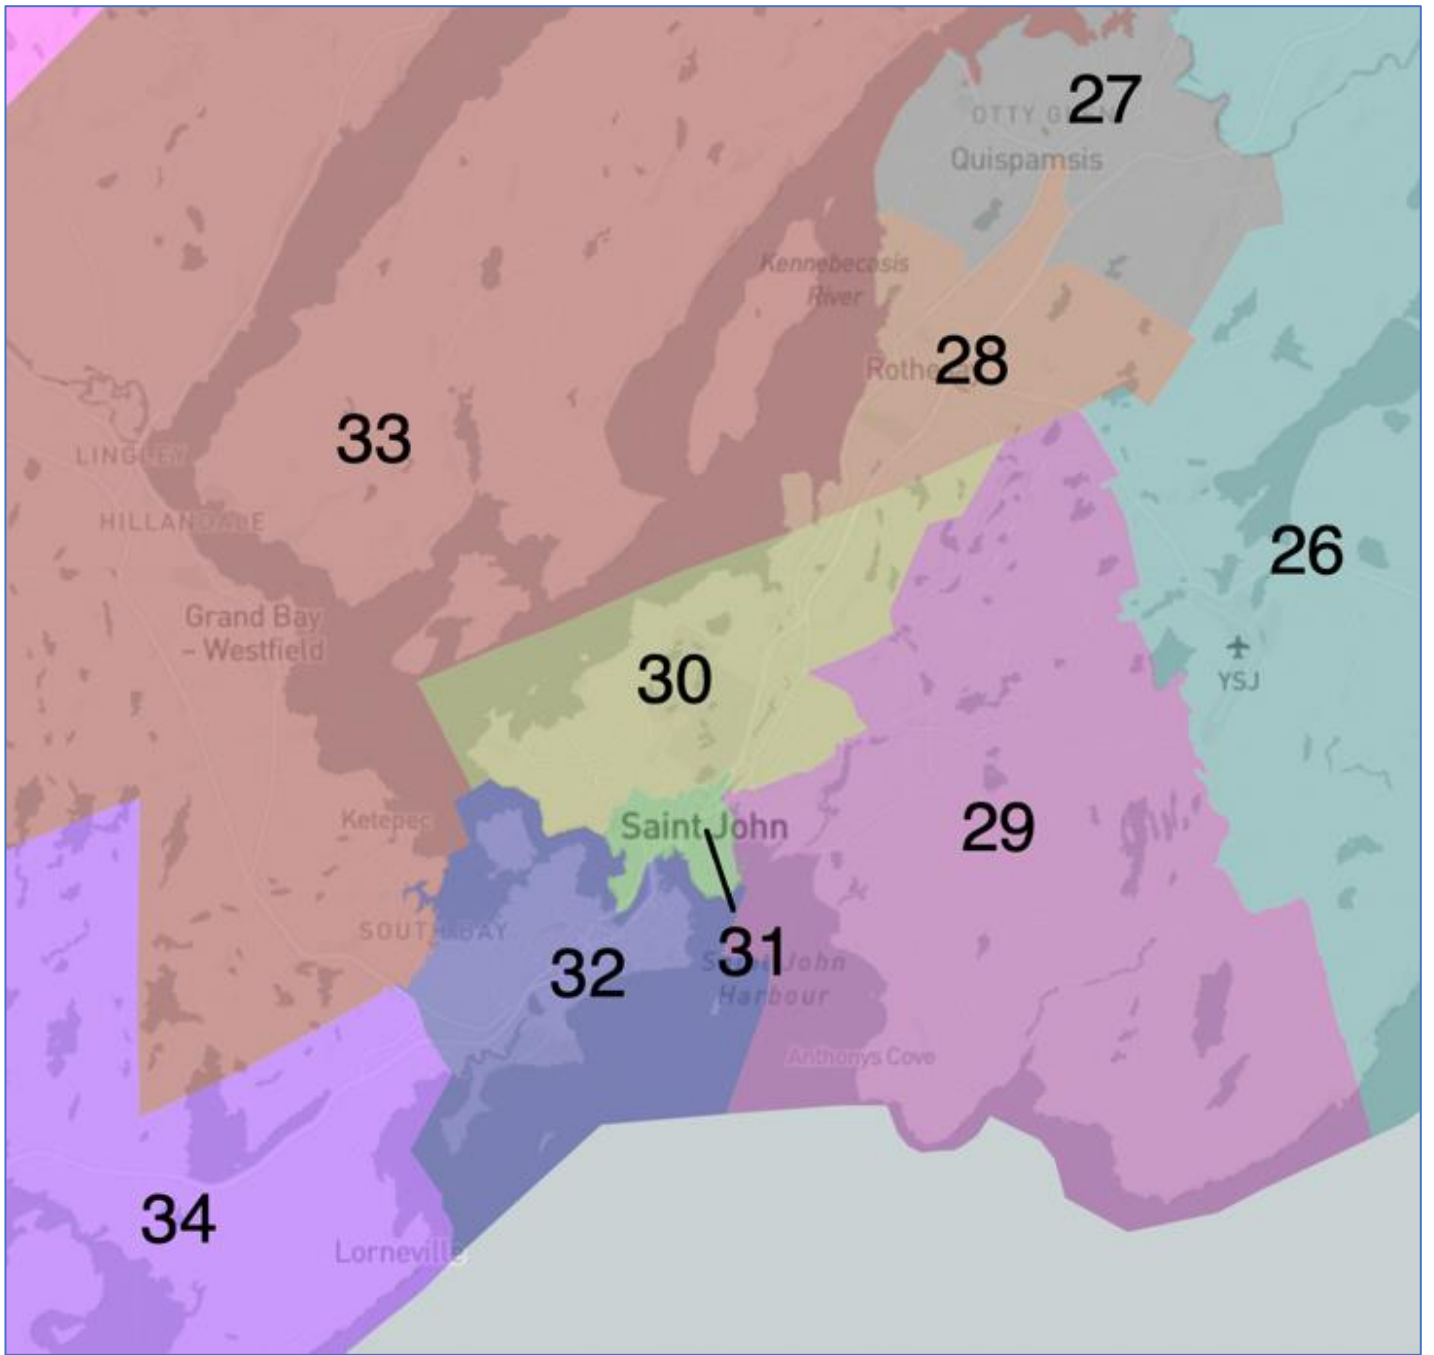 27
OTTY G
Quispamsis
Kennebecasis
River
28
Rothe
33
LINGLEY
HILLANDALE
26
Grand Bay
- Westfield
30
YSJ
Ketepec
Saint John
29
SOUTH BAY
31
32
Saint John
Harbour
Anthonys Cove
34
Lorneville